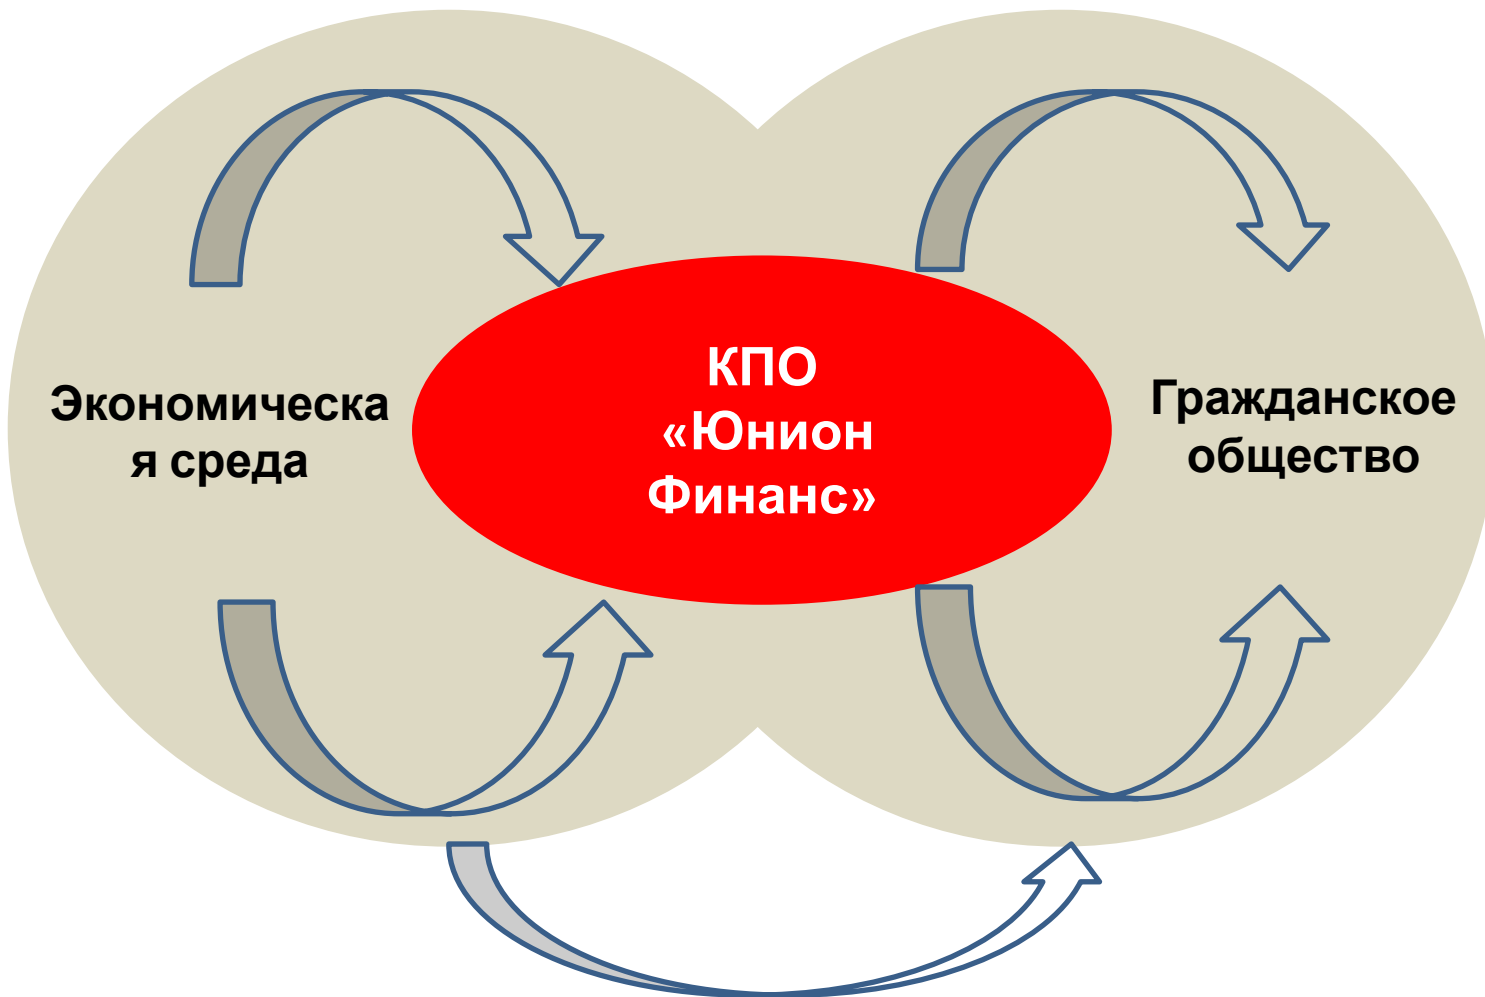 Экономическа
я среда
КПО
«Юнион
Финанс»
Гражданское
общество